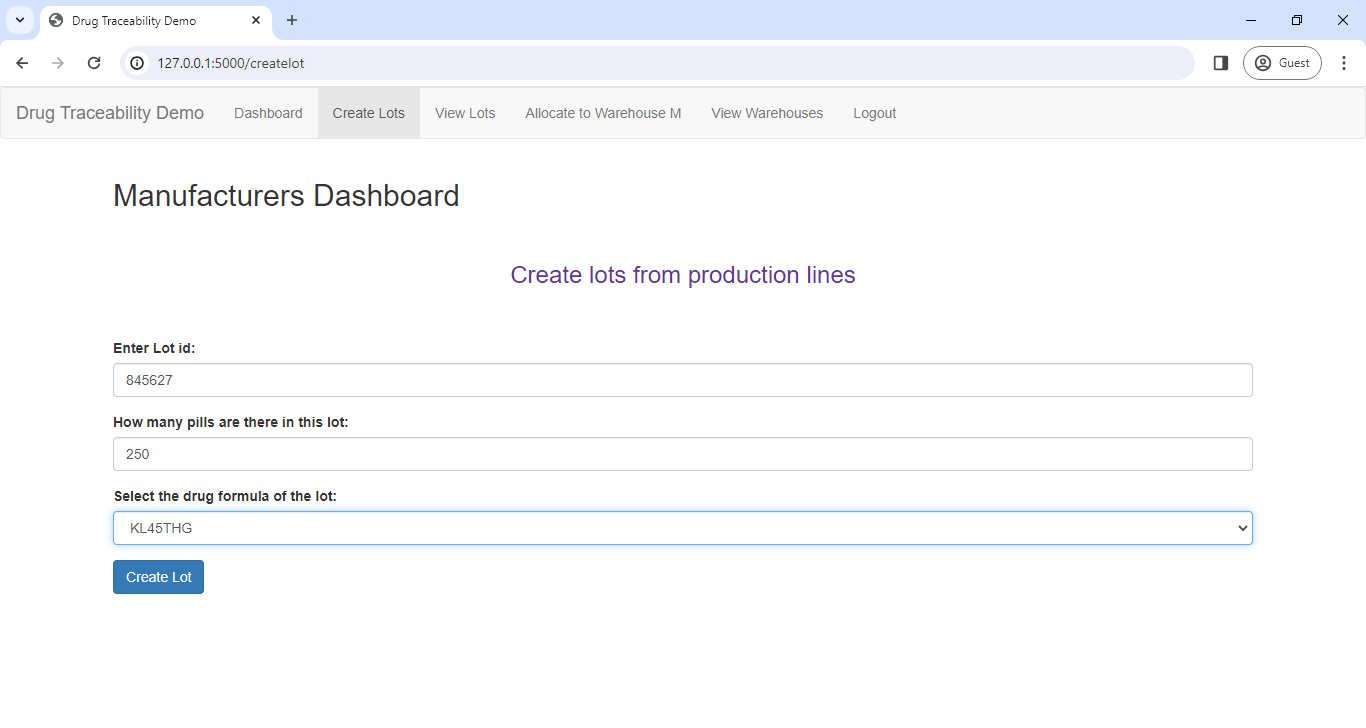 Drug Traceability Demo
127.0.0.1:5000/createlot
Guest
Drug Traceability Demo Dashboard Create Lots View Lots Allocate to Warehouse M View Warehouses Logout
Manufacturers Dashboard
Create lots from production lines
Enter Lot id:
845627
How many pills are there in this lot:
250
Select the drug formula of the lot:
KL45THG
Create Lot